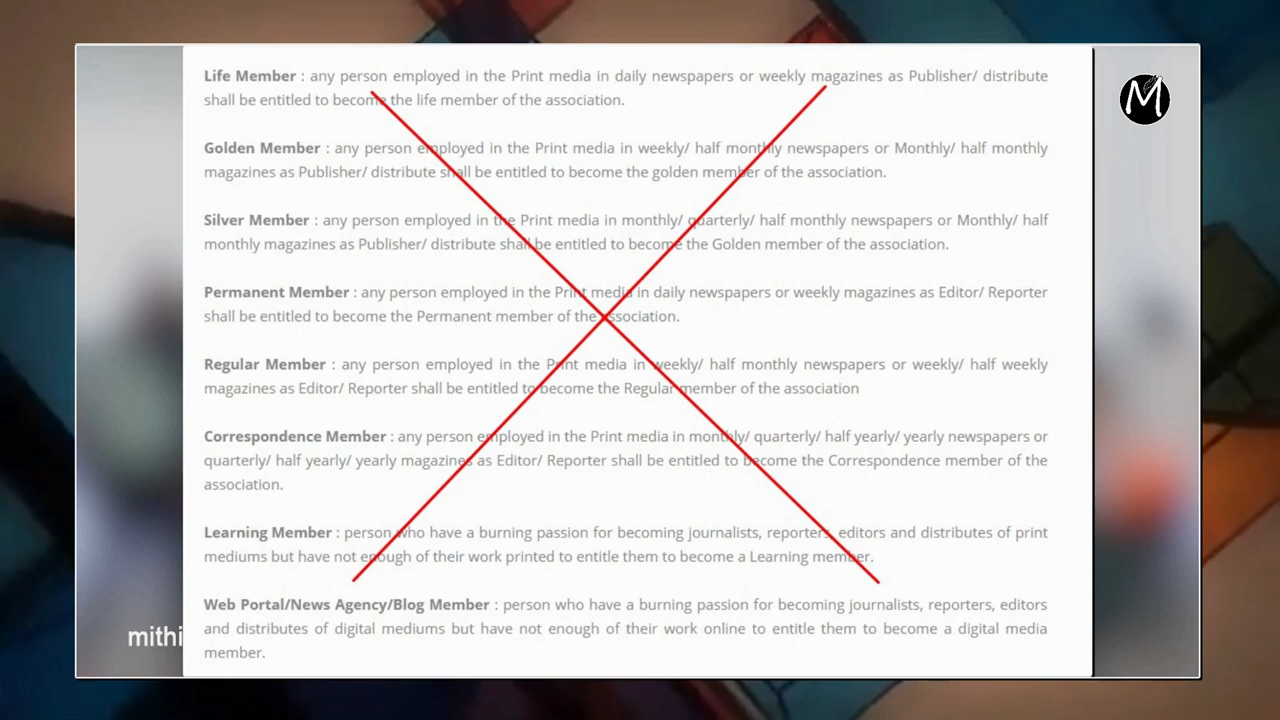 Life Member : any person employed in the Print media in daily newspapers or weekly magazines as Publisher/ distribute
shall be entitled to become the life member of the association.
Golden Member : any person employed in the Print media in weekly/ half monthly newspapers or Monthly/ half monthly
magazines as Publisher/ distribute shall be entitled to become the golden member of the association.
Silver Member : any person employed in the Print media in monthly/ quarterly/ half monthly newspapers or Monthly/ half
monthly magazines as Publisher/ distribute shall be entitled to become the Golden member of the association.
Permanent Member : any person employed in the Print media in daily newspapers or weekly magazines as Editor/ Reporter
shall be entitled to become the Permanent member of the association.
Regular Member : any person employed in the Print media in weekly/ half monthly newspapers or weekly/ half weekly
magazines as Editor/ Reporter shall be entitled to become the Regular member of the association
Correspondence Member : any person employed in the Print media in monthly/ quarterly/ half yearly/ yearly newspapers or
quarterly/ half yearly/ yearly magazines as Editor/ Reporter shall be entitled to become the Correspondence member of the
association.
Learning Member : person who have a burning passion for becoming journalists, reporters, editors and distributes of print
mediums but have not enough of their work printed to entitle them to become a Learning member.
Web Portal/News Agency/Blog Member : person who have a burning passion for becoming journalists, reporters, editors
and distributes of digital mediums but have not enough of their work online to entitle them to become a digital media
member.
mithi
M